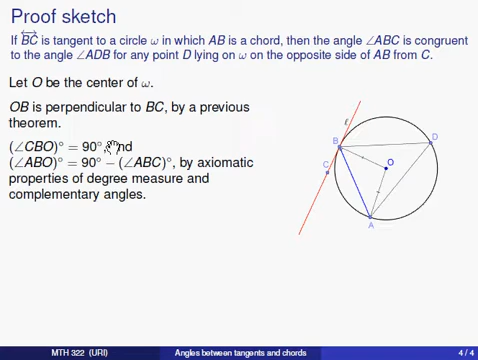 Proof sketch
If BC is tangent to a circle ω in which AB is a chord, then the angle ∠ABC is congruent
to the angle ∠ADB for any point D lying on ω on the opposite side of AB from C.
Let O be the center of ω.
OB is perpendicular to BC, by a previous
theorem.
(∠CBO)° = 90°, and
(∠ABO)° = 90° − (∠ABC)°, by axiomatic
properties of degree measure and
complementary angles.
ℓ
B
D
C
O
A
MTH 322 (URI) Angles between tangents and chords 4 / 4